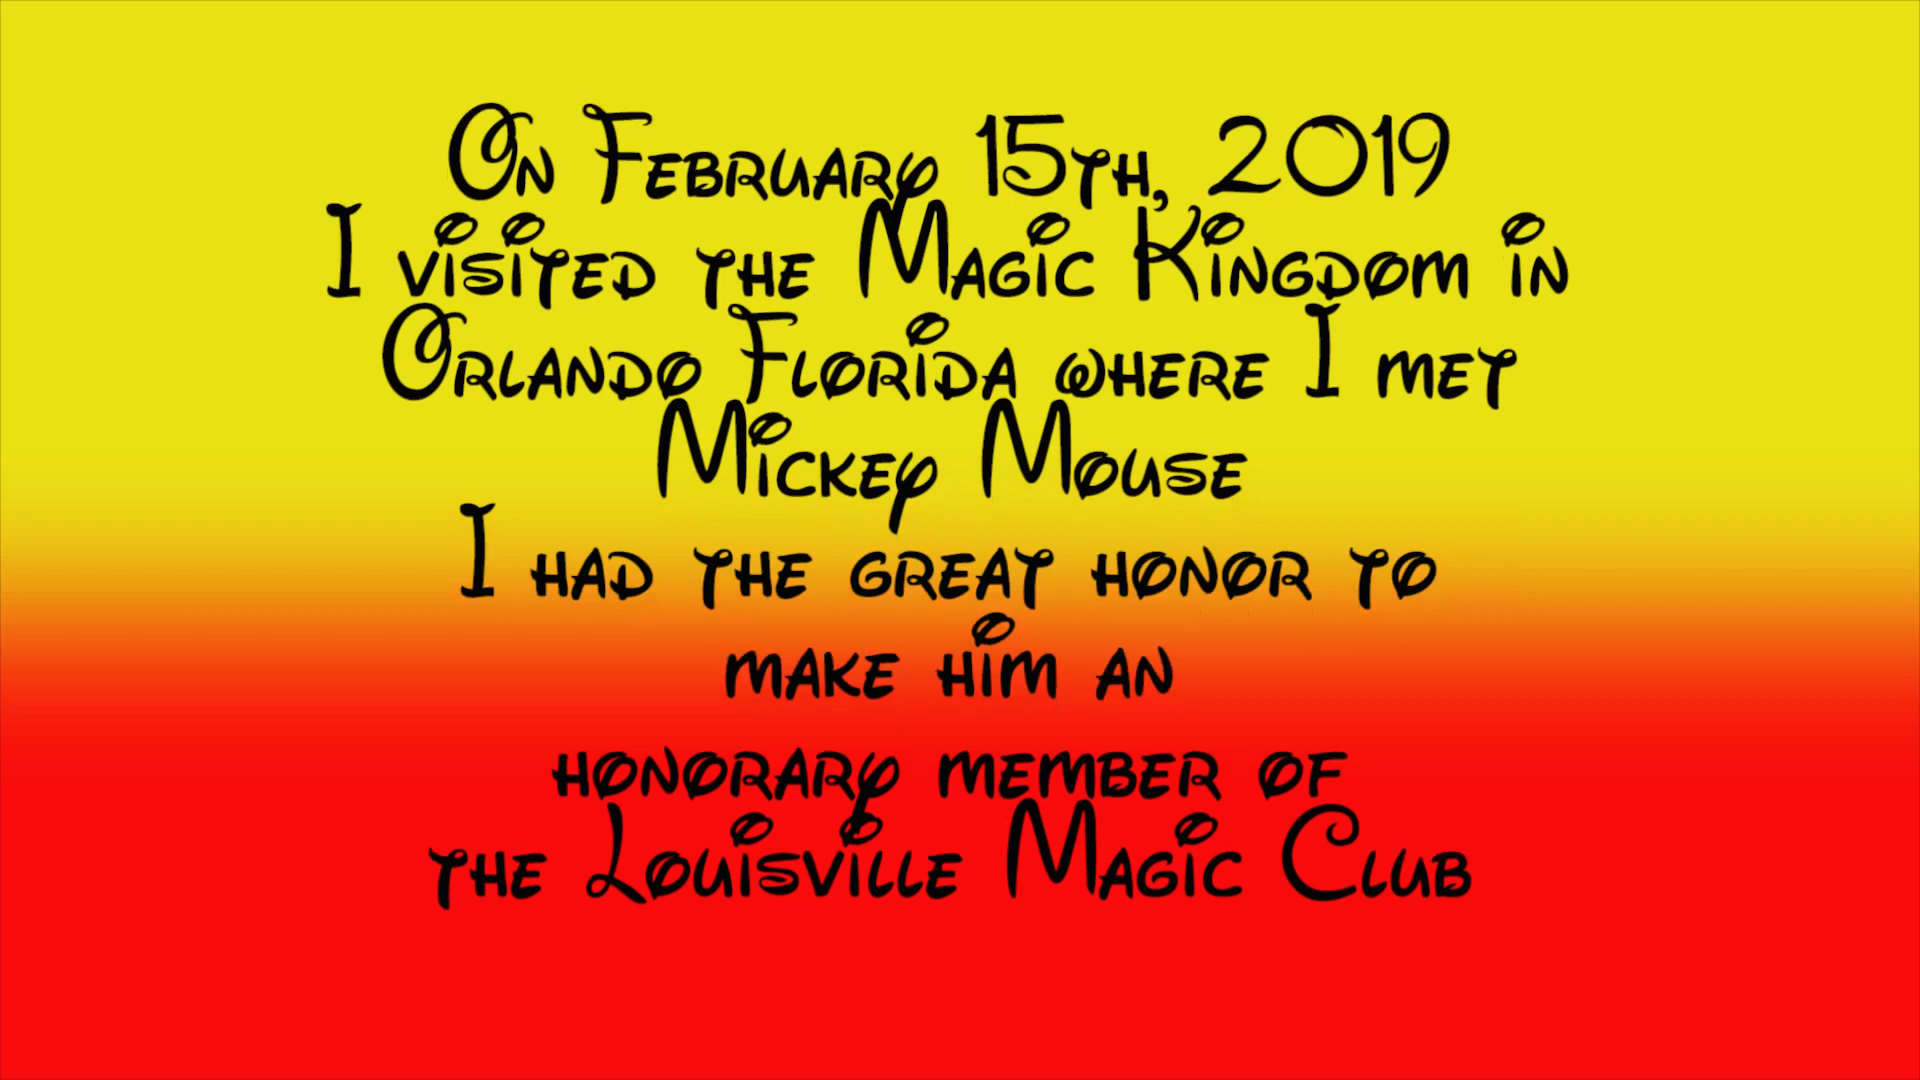 On February 15th, 2019
I visited the Magic Kingdom in
Orlando Florida where I met
Mickey Mouse
I had the great honor to
make him an
honorary member of
the Louisville Magic Club